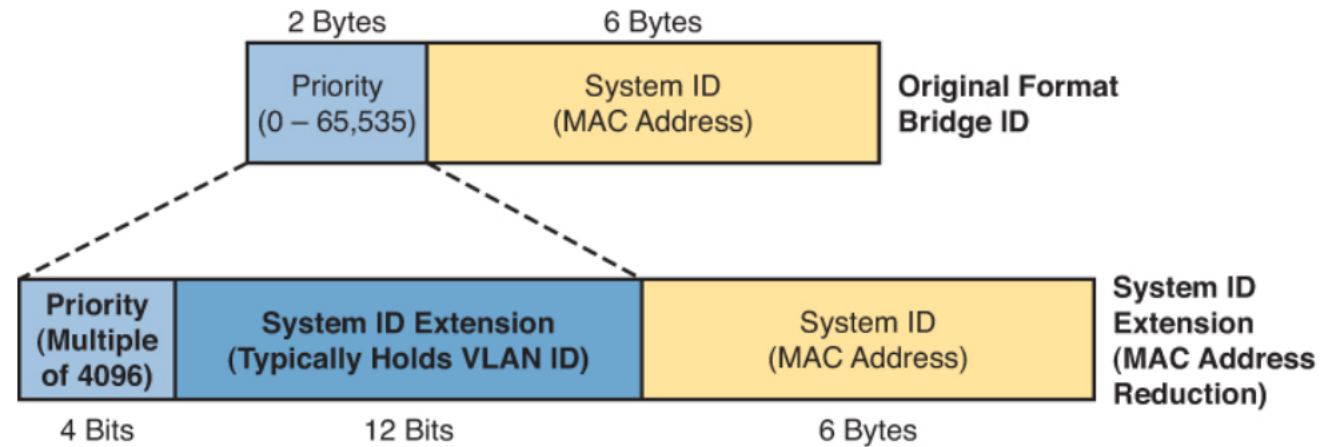 2 Bytes
6 Bytes
Priority
(0 – 65,535)
System ID
(MAC Address)
Original Format
Bridge ID
Priority
(Multiple
of 4096)
System ID Extension
(Typically Holds VLAN ID)
System ID
(MAC Address)
System ID
Extension
(MAC Address
Reduction)
4 Bits
12 Bits
6 Bytes